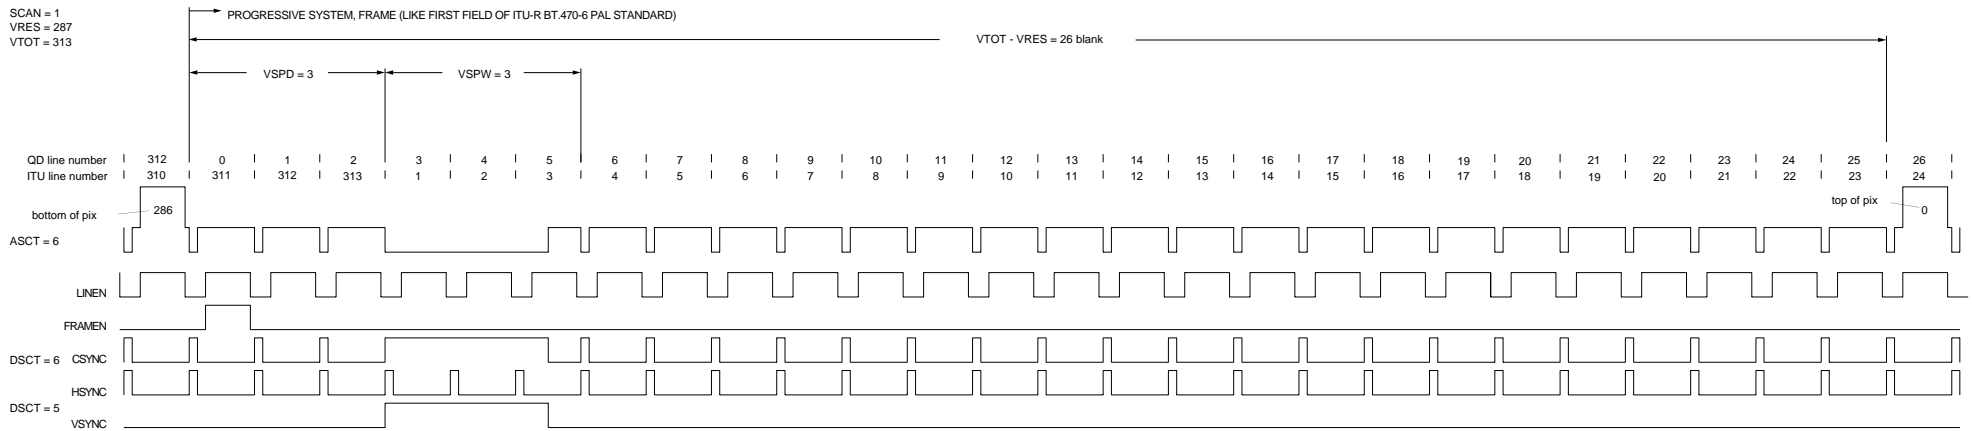 SCAN = 1
VRES = 287
VTOT = 313
PROGRESSIVE SYSTEM, FRAME (LIKE FIRST FIELD OF ITU-R BT.470-6 PAL STANDARD)
VTOT - VRES = 26 blank
VSPD = 3 VSPW = 3
QD line number 312 0 1 2 3 4 5 6 7 8 9 10 11 12 13 14 15 16 17 18 19 20 21 22 23 24 25 26
ITU line number 310 311 312 313 1 2 3 4 5 6 7 8 9 10 11 12 13 14 15 16 17 18 19 20 21 22 23 24
bottom of pix 286 top of pix 0
ASCT = 6
LINEN
FRAMEN
DSCT = 6 CSYNC
HSYNC
DSCT = 5
VSYNC